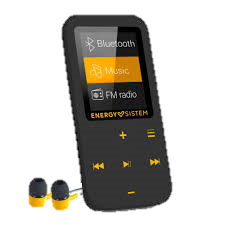 Bluetooth
Music
FM radio
ENERGY SISTEM